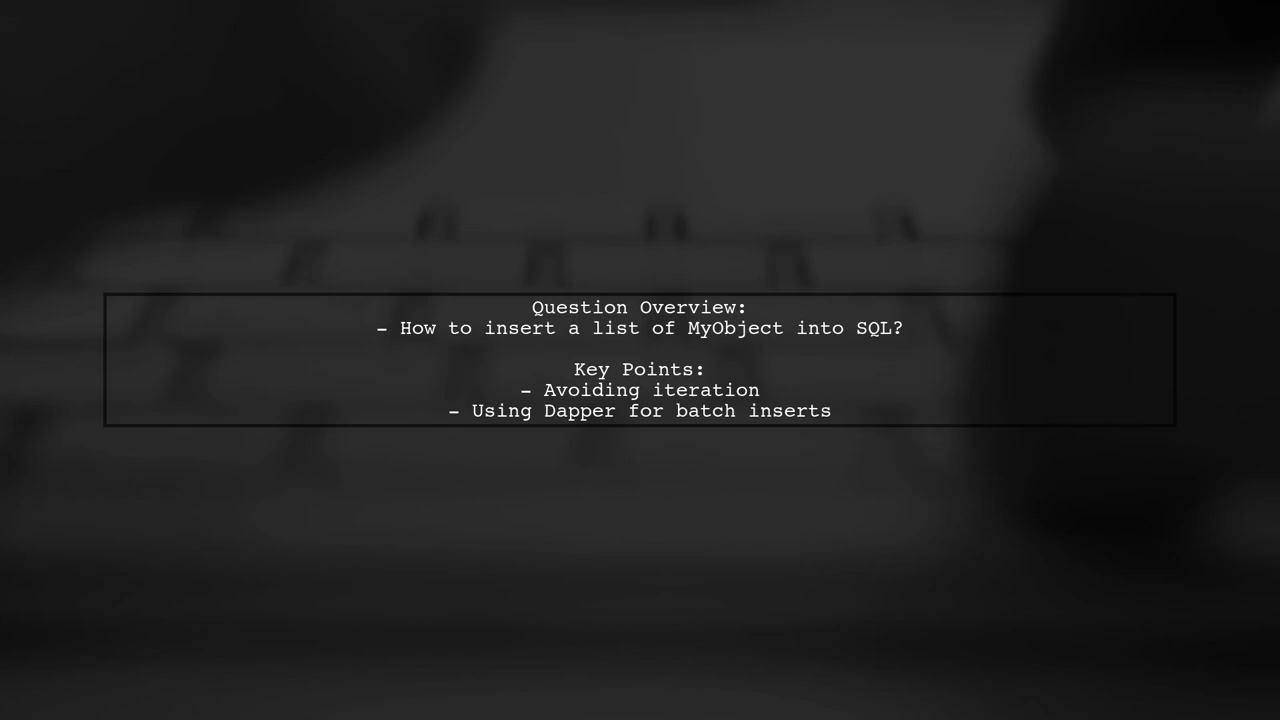 Question Overview:
- How to insert a list of MyObject into SQL?
Key Points:
- Avoiding iteration
- Using Dapper for batch inserts